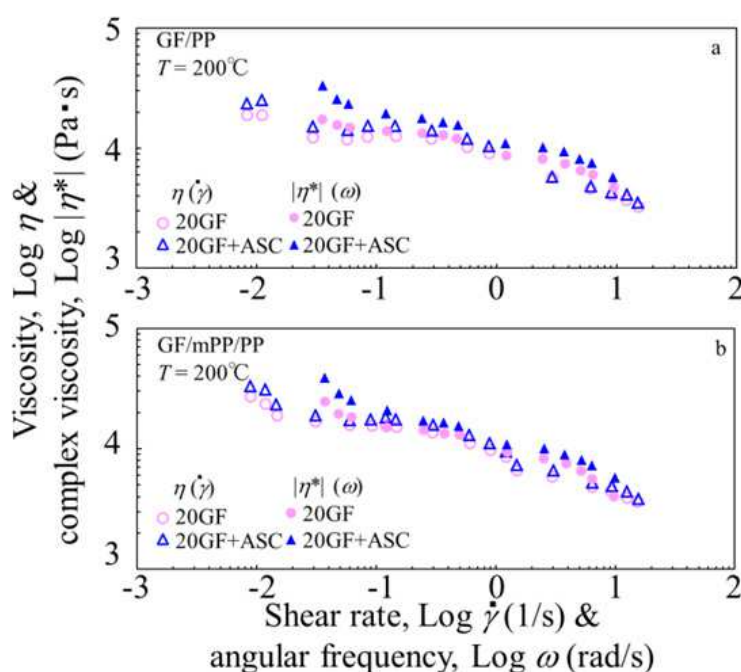 Viscosity, Log η &
complex viscosity, Log |η*| (Pa·s)
GF/PP
T = 200℃
a
5
4
3
η (γ̇) |η*| (ω)
20GF 20GF
20GF+ASC 20GF+ASC
-3 -2 -1 0 1 2
GF/mPP/PP
T = 200℃
b
5
4
3
η (γ̇) |η*| (ω)
20GF 20GF
20GF+ASC 20GF+ASC
-3 -2 -1 0 1 2
Shear rate, Log γ̇ (1/s) &
angular frequency, Log ω (rad/s)